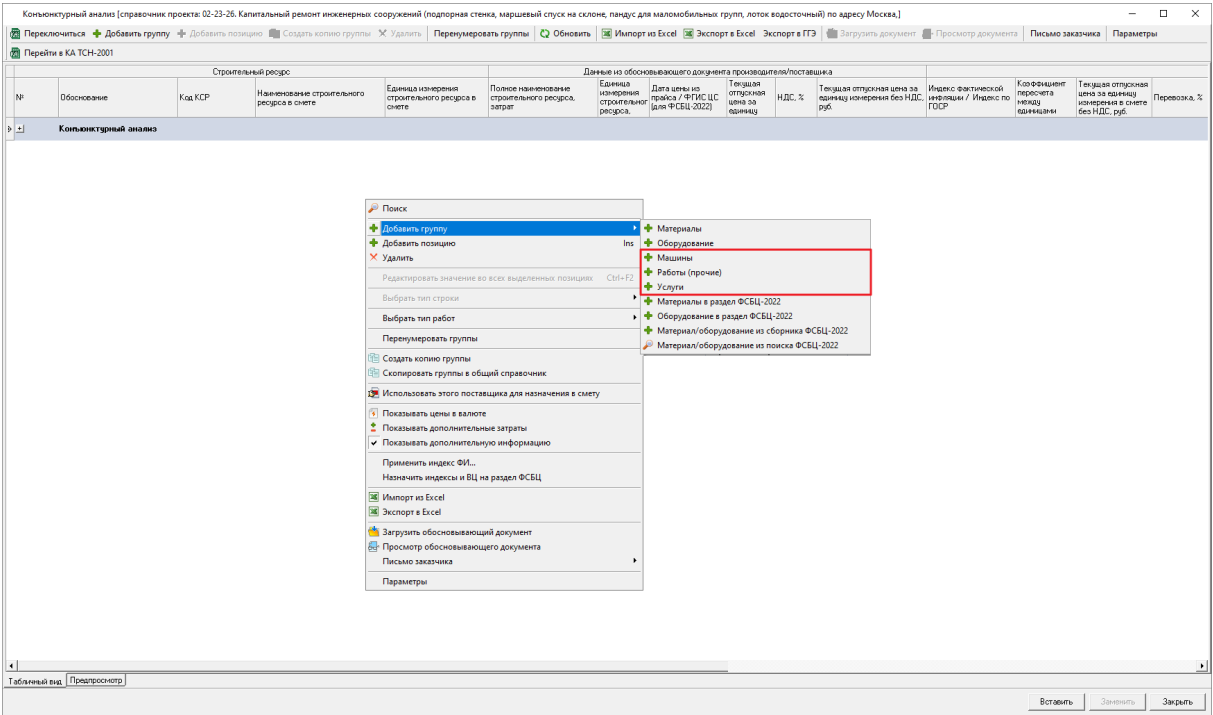 Конъюнктурный анализ [справочник проекта: 02-23-26. Капитальный ремонт инженерных сооружений (подпорная стенка, маршевый спуск на склоне, пандус для маломобильных групп, лоток водосточный) по адресу Москва,]
Переключиться Добавить группу Добавить позицию Создать копию группы Удалить Перенумеровать группы Обновить Импорт из Excel Экспорт в Excel Экспорт в ГГЭ Загрузить документ Просмотр документа Письмо заказчика Параметры
Перейти в КА ТСН-2001
Строительный ресурс
Данные из обосновывающего документа производителя/поставщика
№
Обоснование
Код КСР
Наименование строительного
ресурса в смете
Единица измерения
строительного ресурса в
смете
Полное наименование
строительного ресурса,
затрат
Единица
измерения
строительног
ресурса,
Дата цены из
прайса / ФГИС ЦС
(для ФСБЦ-2022)
Текущая
отпускная
цена за
единицу
НДС, %
Текущая отпускная цена за
единицу измерения без НДС,
руб.
Индекс фактической
инфляции / Индекс по
ГОСР
Коэффициент
пересчета
между
единицами
Текущая отпускная
цена за единицу
измерения в смете
без НДС, руб.
Перевозка, %
Конъюнктурный анализ
Поиск
Добавить группу
Добавить позицию Ins
Удалить
Редактировать значение во всех выделенных позициях Ctrl+F2
Выбрать тип строки
Выбрать тип работ
Перенумеровать группы
Создать копию группы
Скопировать группы в общий справочник
Использовать этого поставщика для назначения в смету
Показывать цены в валюте
Показывать дополнительные затраты
Показывать дополнительную информацию
Применить индекс ФИ...
Назначить индексы и ВЦ на раздел ФСБЦ
Импорт из Excel
Экспорт в Excel
Загрузить обосновывающий документ
Просмотр обосновывающего документа
Письмо заказчика
Параметры
Материалы
Оборудование
Машины
Работы (прочие)
Услуги
Материалы в раздел ФСБЦ-2022
Оборудование в раздел ФСБЦ-2022
Материал/оборудование из сборника ФСБЦ-2022
Материал/оборудование из поиска ФСБЦ-2022
Табличный вид Предпросмотр
Вставить Заменить Закрыть